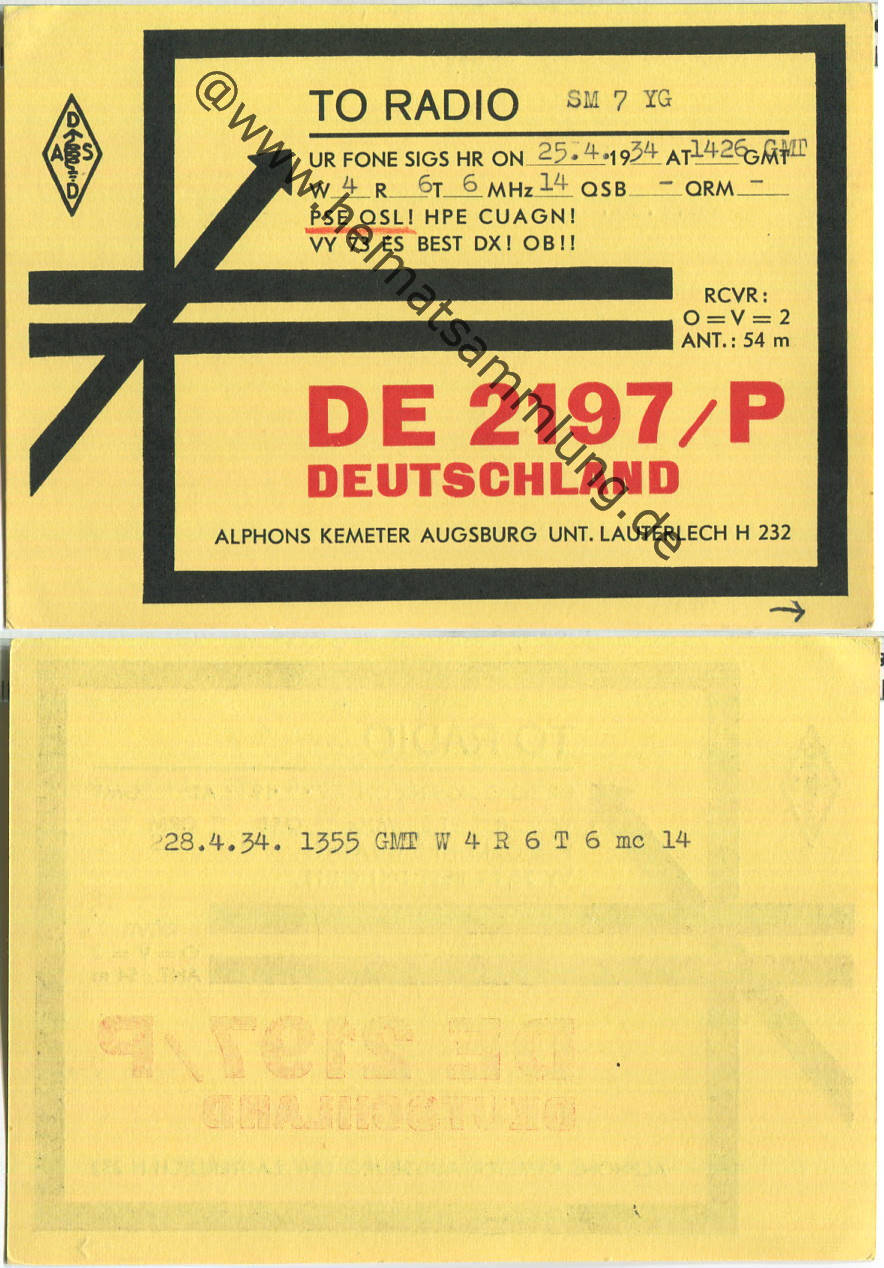 D
A S
D
TO RADIO SM 7 YG
UR FONE SIGS HR ON 25.4.1934 AT 1426 GMT GMT
W 4 R 6 T 6 MHz 14 QSB - QRM -
PSE QSL! HPE CUAGN!
VY 73 ES BEST DX! OB!!
RCVR:
O=V=2
ANT.: 54 m
DE 2197/P
DEUTSCHLAND
ALPHONS KEMETER AUGSBURG UNT. LAUTERLECH H 232
@www.heimatsammlung.de
28.4.34. 1355 GMT W 4 R 6 T 6 mc 14